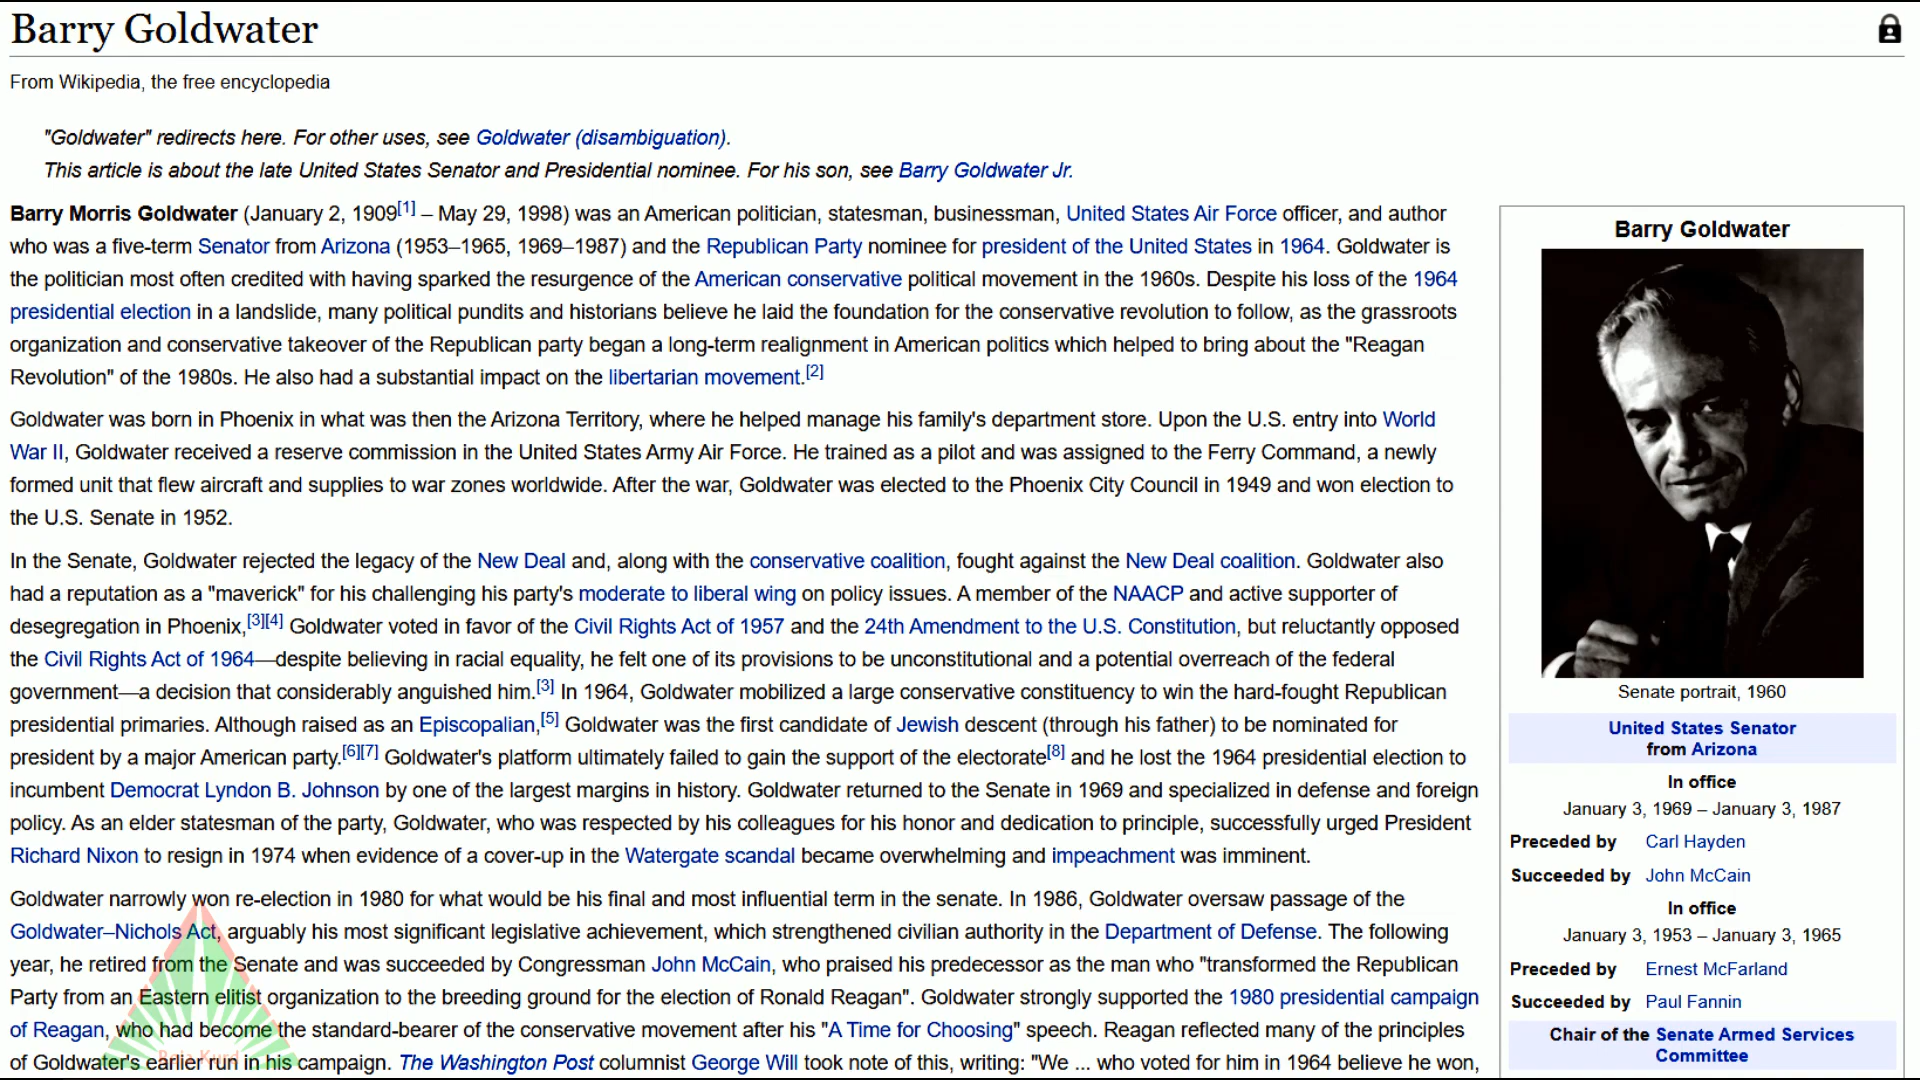 Barry Goldwater
From Wikipedia, the free encyclopedia
"Goldwater" redirects here. For other uses, see Goldwater (disambiguation).
This article is about the late United States Senator and Presidential nominee. For his son, see Barry Goldwater Jr.
Barry Morris Goldwater (January 2, 1909[1] – May 29, 1998) was an American politician, statesman, businessman, United States Air Force officer, and author
who was a five-term Senator from Arizona (1953–1965, 1969–1987) and the Republican Party nominee for president of the United States in 1964. Goldwater is
the politician most often credited with having sparked the resurgence of the American conservative political movement in the 1960s. Despite his loss of the 1964
presidential election in a landslide, many political pundits and historians believe he laid the foundation for the conservative revolution to follow, as the grassroots
organization and conservative takeover of the Republican party began a long-term realignment in American politics which helped to bring about the "Reagan
Revolution" of the 1980s. He also had a substantial impact on the libertarian movement.[2]
Goldwater was born in Phoenix in what was then the Arizona Territory, where he helped manage his family's department store. Upon the U.S. entry into World
War II, Goldwater received a reserve commission in the United States Army Air Force. He trained as a pilot and was assigned to the Ferry Command, a newly
formed unit that flew aircraft and supplies to war zones worldwide. After the war, Goldwater was elected to the Phoenix City Council in 1949 and won election to
the U.S. Senate in 1952.
In the Senate, Goldwater rejected the legacy of the New Deal and, along with the conservative coalition, fought against the New Deal coalition. Goldwater also
had a reputation as a "maverick" for his challenging his party's moderate to liberal wing on policy issues. A member of the NAACP and active supporter of
desegregation in Phoenix,[3][4] Goldwater voted in favor of the Civil Rights Act of 1957 and the 24th Amendment to the U.S. Constitution, but reluctantly opposed
the Civil Rights Act of 1964—despite believing in racial equality, he felt one of its provisions to be unconstitutional and a potential overreach of the federal
government—a decision that considerably anguished him.[3] In 1964, Goldwater mobilized a large conservative constituency to win the hard-fought Republican
presidential primaries. Although raised as an Episcopalian,[5] Goldwater was the first candidate of Jewish descent (through his father) to be nominated for
president by a major American party.[6][7] Goldwater's platform ultimately failed to gain the support of the electorate[8] and he lost the 1964 presidential election to
incumbent Democrat Lyndon B. Johnson by one of the largest margins in history. Goldwater returned to the Senate in 1969 and specialized in defense and foreign
policy. As an elder statesman of the party, Goldwater, who was respected by his colleagues for his honor and dedication to principle, successfully urged President
Richard Nixon to resign in 1974 when evidence of a cover-up in the Watergate scandal became overwhelming and impeachment was imminent.
Goldwater narrowly won re-election in 1980 for what would be his final and most influential term in the senate. In 1986, Goldwater oversaw passage of the
Goldwater–Nichols Act, arguably his most significant legislative achievement, which strengthened civilian authority in the Department of Defense. The following
year, he retired from the Senate and was succeeded by Congressman John McCain, who praised his predecessor as the man who "transformed the Republican
Party from an Eastern elitist organization to the breeding ground for the election of Ronald Reagan". Goldwater strongly supported the 1980 presidential campaign
of Reagan, who had become the standard-bearer of the conservative movement after his "A Time for Choosing" speech. Reagan reflected many of the principles
of Goldwater's earlier run in his campaign. The Washington Post columnist George Will took note of this, writing: "We ... who voted for him in 1964 believe he won,
Barry Goldwater
Senate portrait, 1960
United States Senator
from Arizona
In office
January 3, 1969 – January 3, 1987
Preceded by Carl Hayden
Succeeded by John McCain
In office
January 3, 1953 – January 3, 1965
Preceded by Ernest McFarland
Succeeded by Paul Fannin
Chair of the Senate Armed Services
Committee